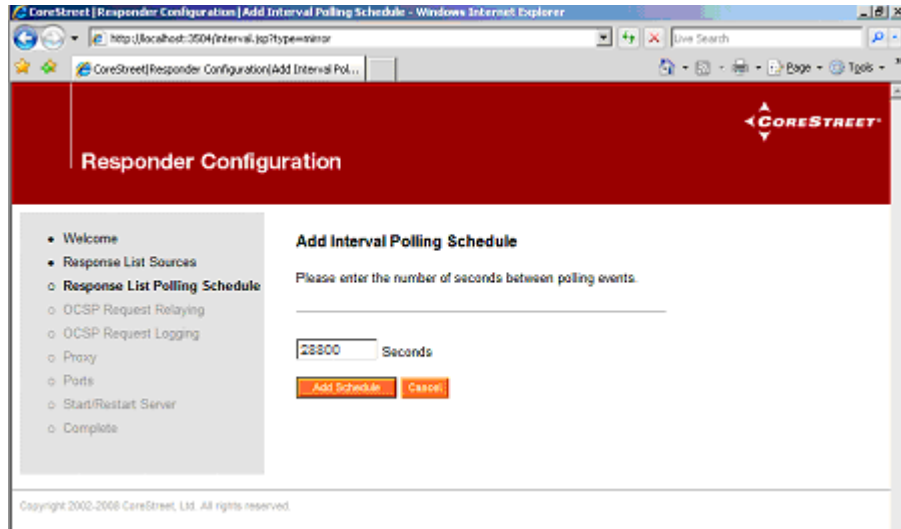 CoreStreet | Responder Configuration | Add Interval Polling Schedule - Windows Internet Explorer
http://localhost:3504/interval.jsp?type=mirror
Live Search
CoreStreet|Responder Configuration|Add Interval Pol...
Page
Tools
CORESTREET
Responder Configuration
Welcome
Response List Sources
Response List Polling Schedule
OCSP Request Relaying
OCSP Request Logging
Proxy
Ports
Start/Restart Server
Complete
Add Interval Polling Schedule
Please enter the number of seconds between polling events.
28800 Seconds
Add Schedule Cancel
Copyright 2002-2008 CoreStreet, Ltd. All rights reserved.